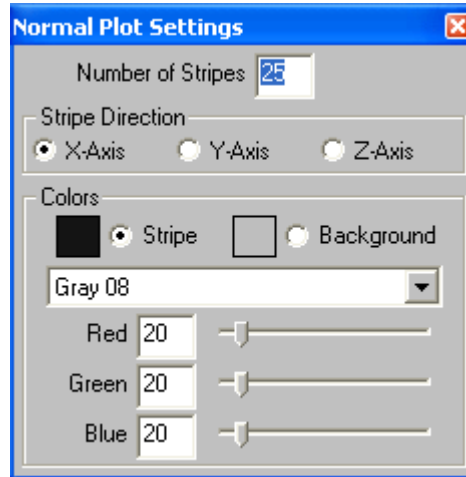 Normal Plot Settings
Number of Stripes 25
Stripe Direction
X-Axis Y-Axis Z-Axis
Colors
Stripe Background
Gray 08
Red 20
Green 20
Blue 20